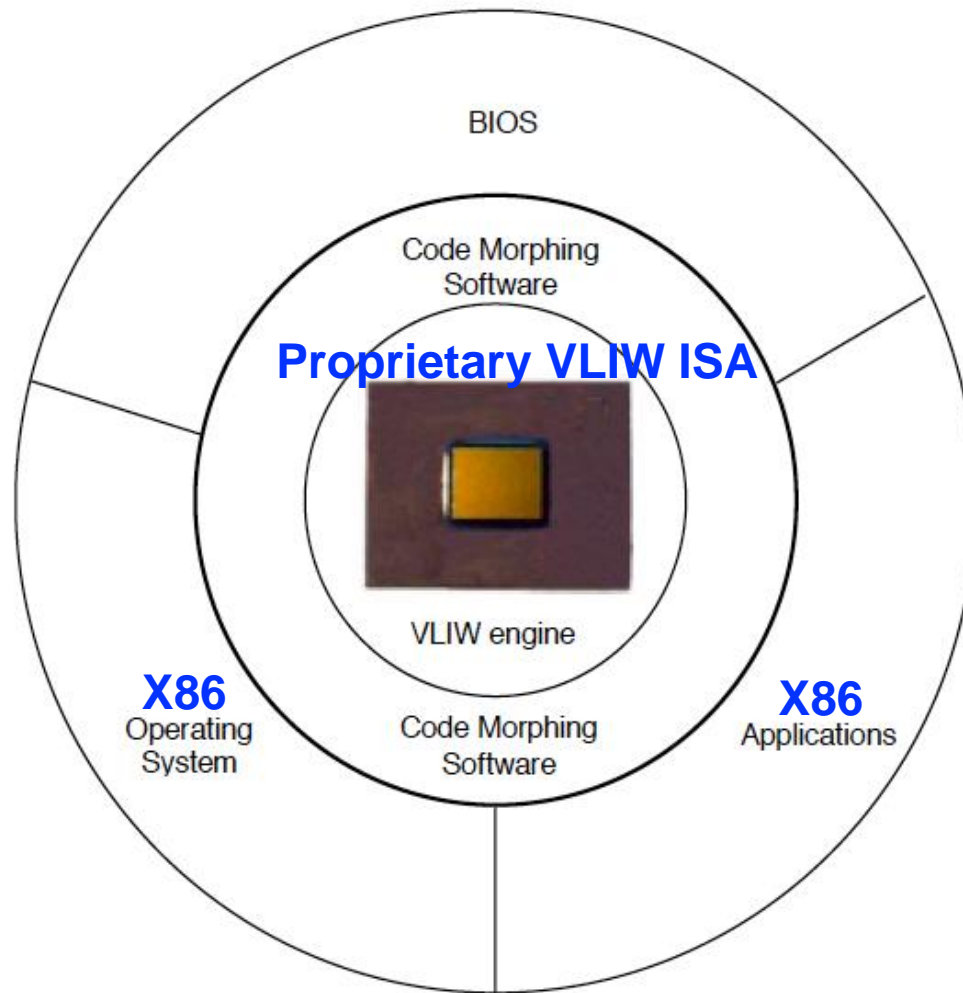 BIOS
Code Morphing
Software
Proprietary VLIW ISA
VLIW engine
X86
Operating
System
Code Morphing
Software
X86
Applications